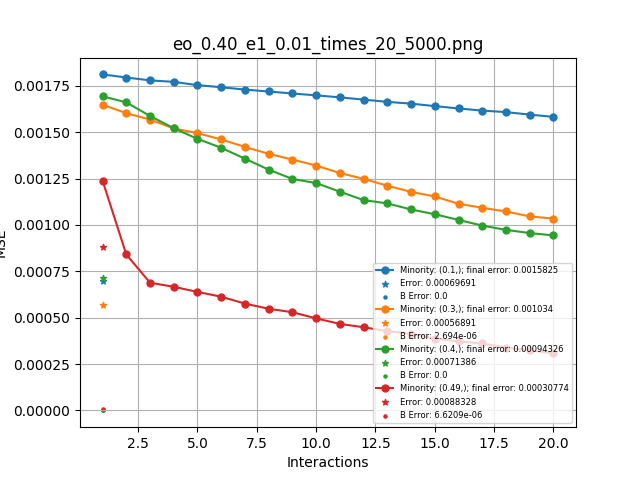 eo_0.40_e1_0.01_times_20_5000.png
0.00175
0.00150
0.00125
0.00100
0.00075
0.00050
0.00025
0.00000
MSE
Minority: (0.1,); final error: 0.0015825
Error: 0.00069691
B Error: 0.0
Minority: (0.3,); final error: 0.001034
Error: 0.00056891
B Error: 2.694e-06
Minority: (0.4,); final error: 0.00094326
Error: 0.00071386
B Error: 0.0
Minority: (0.49,); final error: 0.00030774
Error: 0.00088328
B Error: 6.6209e-06
2.5 5.0 7.5 10.0 12.5 15.0 17.5 20.0
Interactions